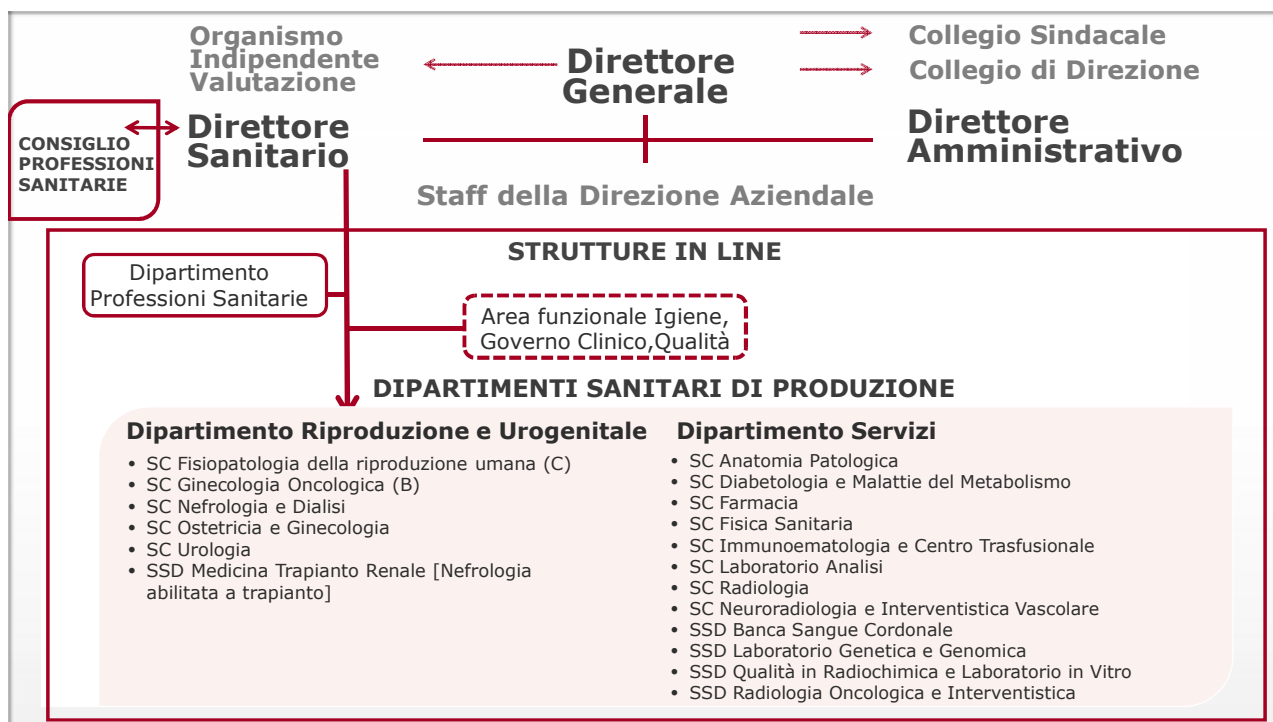 Organismo
Indipendente
Valutazione
Direttore
Generale
Collegio Sindacale
Collegio di Direzione
CONSIGLIO
PROFESSIONI
SANITARIE
Direttore
Sanitario
Direttore
Amministrativo
Staff della Direzione Aziendale
STRUTTURE IN LINE
Dipartimento
Professioni Sanitarie
Area funzionale Igiene,
Governo Clinico,Qualità
DIPARTIMENTI SANITARI DI PRODUZIONE
Dipartimento Riproduzione e Urogenitale
• SC Fisiopatologia della riproduzione umana (C)
• SC Ginecologia Oncologica (B)
• SC Nefrologia e Dialisi
• SC Ostetricia e Ginecologia
• SC Urologia
• SSD Medicina Trapianto Renale [Nefrologia
abilitata a trapianto]
Dipartimento Servizi
• SC Anatomia Patologica
• SC Diabetologia e Malattie del Metabolismo
• SC Farmacia
• SC Fisica Sanitaria
• SC Immunoematologia e Centro Trasfusionale
• SC Laboratorio Analisi
• SC Radiologia
• SC Neuroradiologia e Interventistica Vascolare
• SSD Banca Sangue Cordonale
• SSD Laboratorio Genetica e Genomica
• SSD Qualità in Radiochimica e Laboratorio in Vitro
• SSD Radiologia Oncologica e Interventistica